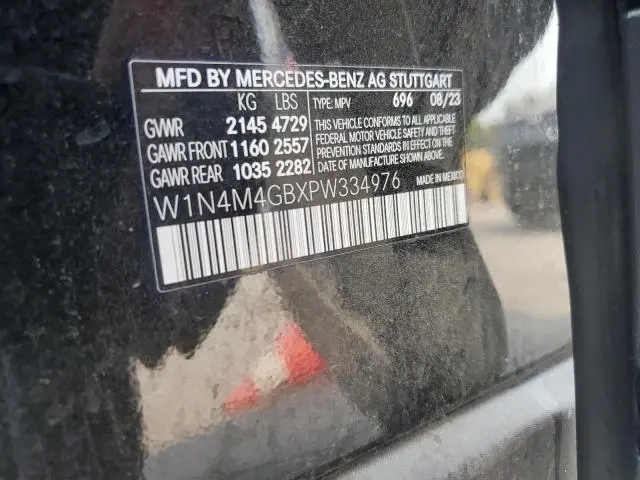 MFD BY MERCEDES-BENZ AG STUTTGART
KG LBS TYPE: MPV 696 08/23
GVWR 2145 4729
GAWR FRONT 1160 2557
GAWR REAR 1035 2282
THIS VEHICLE CONFORMS TO ALL APPLICABLE
FEDERAL MOTOR VEHICLE SAFETY AND THEFT
PREVENTION STANDARDS IN EFFECT ON THE
DATE OF MANUFACTURE SHOWN ABOVE.
MADE IN MEXICO
W1N4M4GBXPW334976